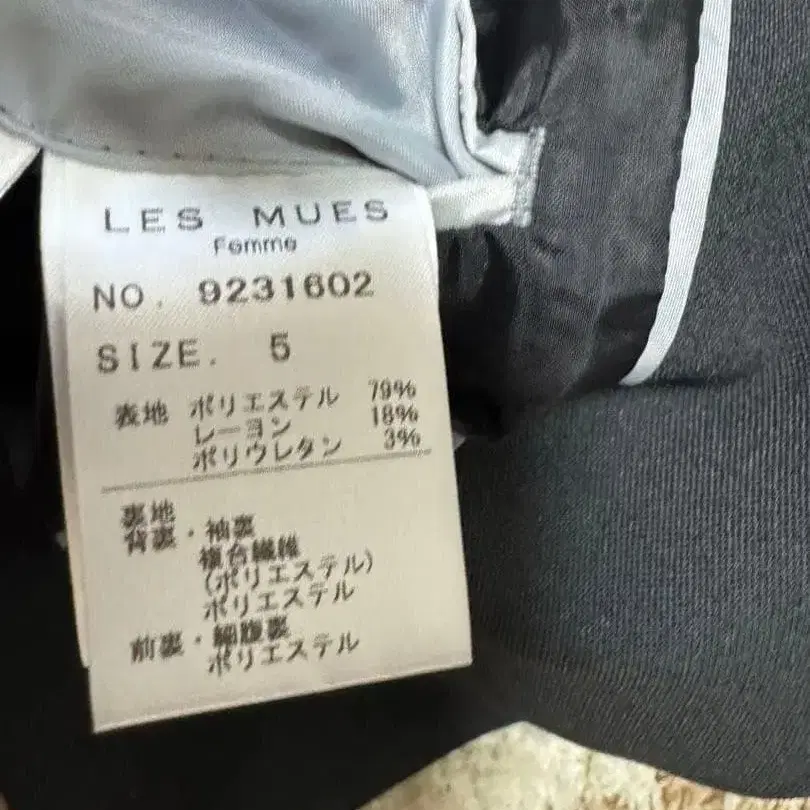 LES MUES
Femme
NO. 9231602
SIZE. 5
表地 ポリエステル 79%
レーヨン 18%
ポリウレタン 3%
裏地
背裏・袖裏
複合繊維
(ポリエステル)
ポリエステル
前裏・細腹裏
ポリエステル